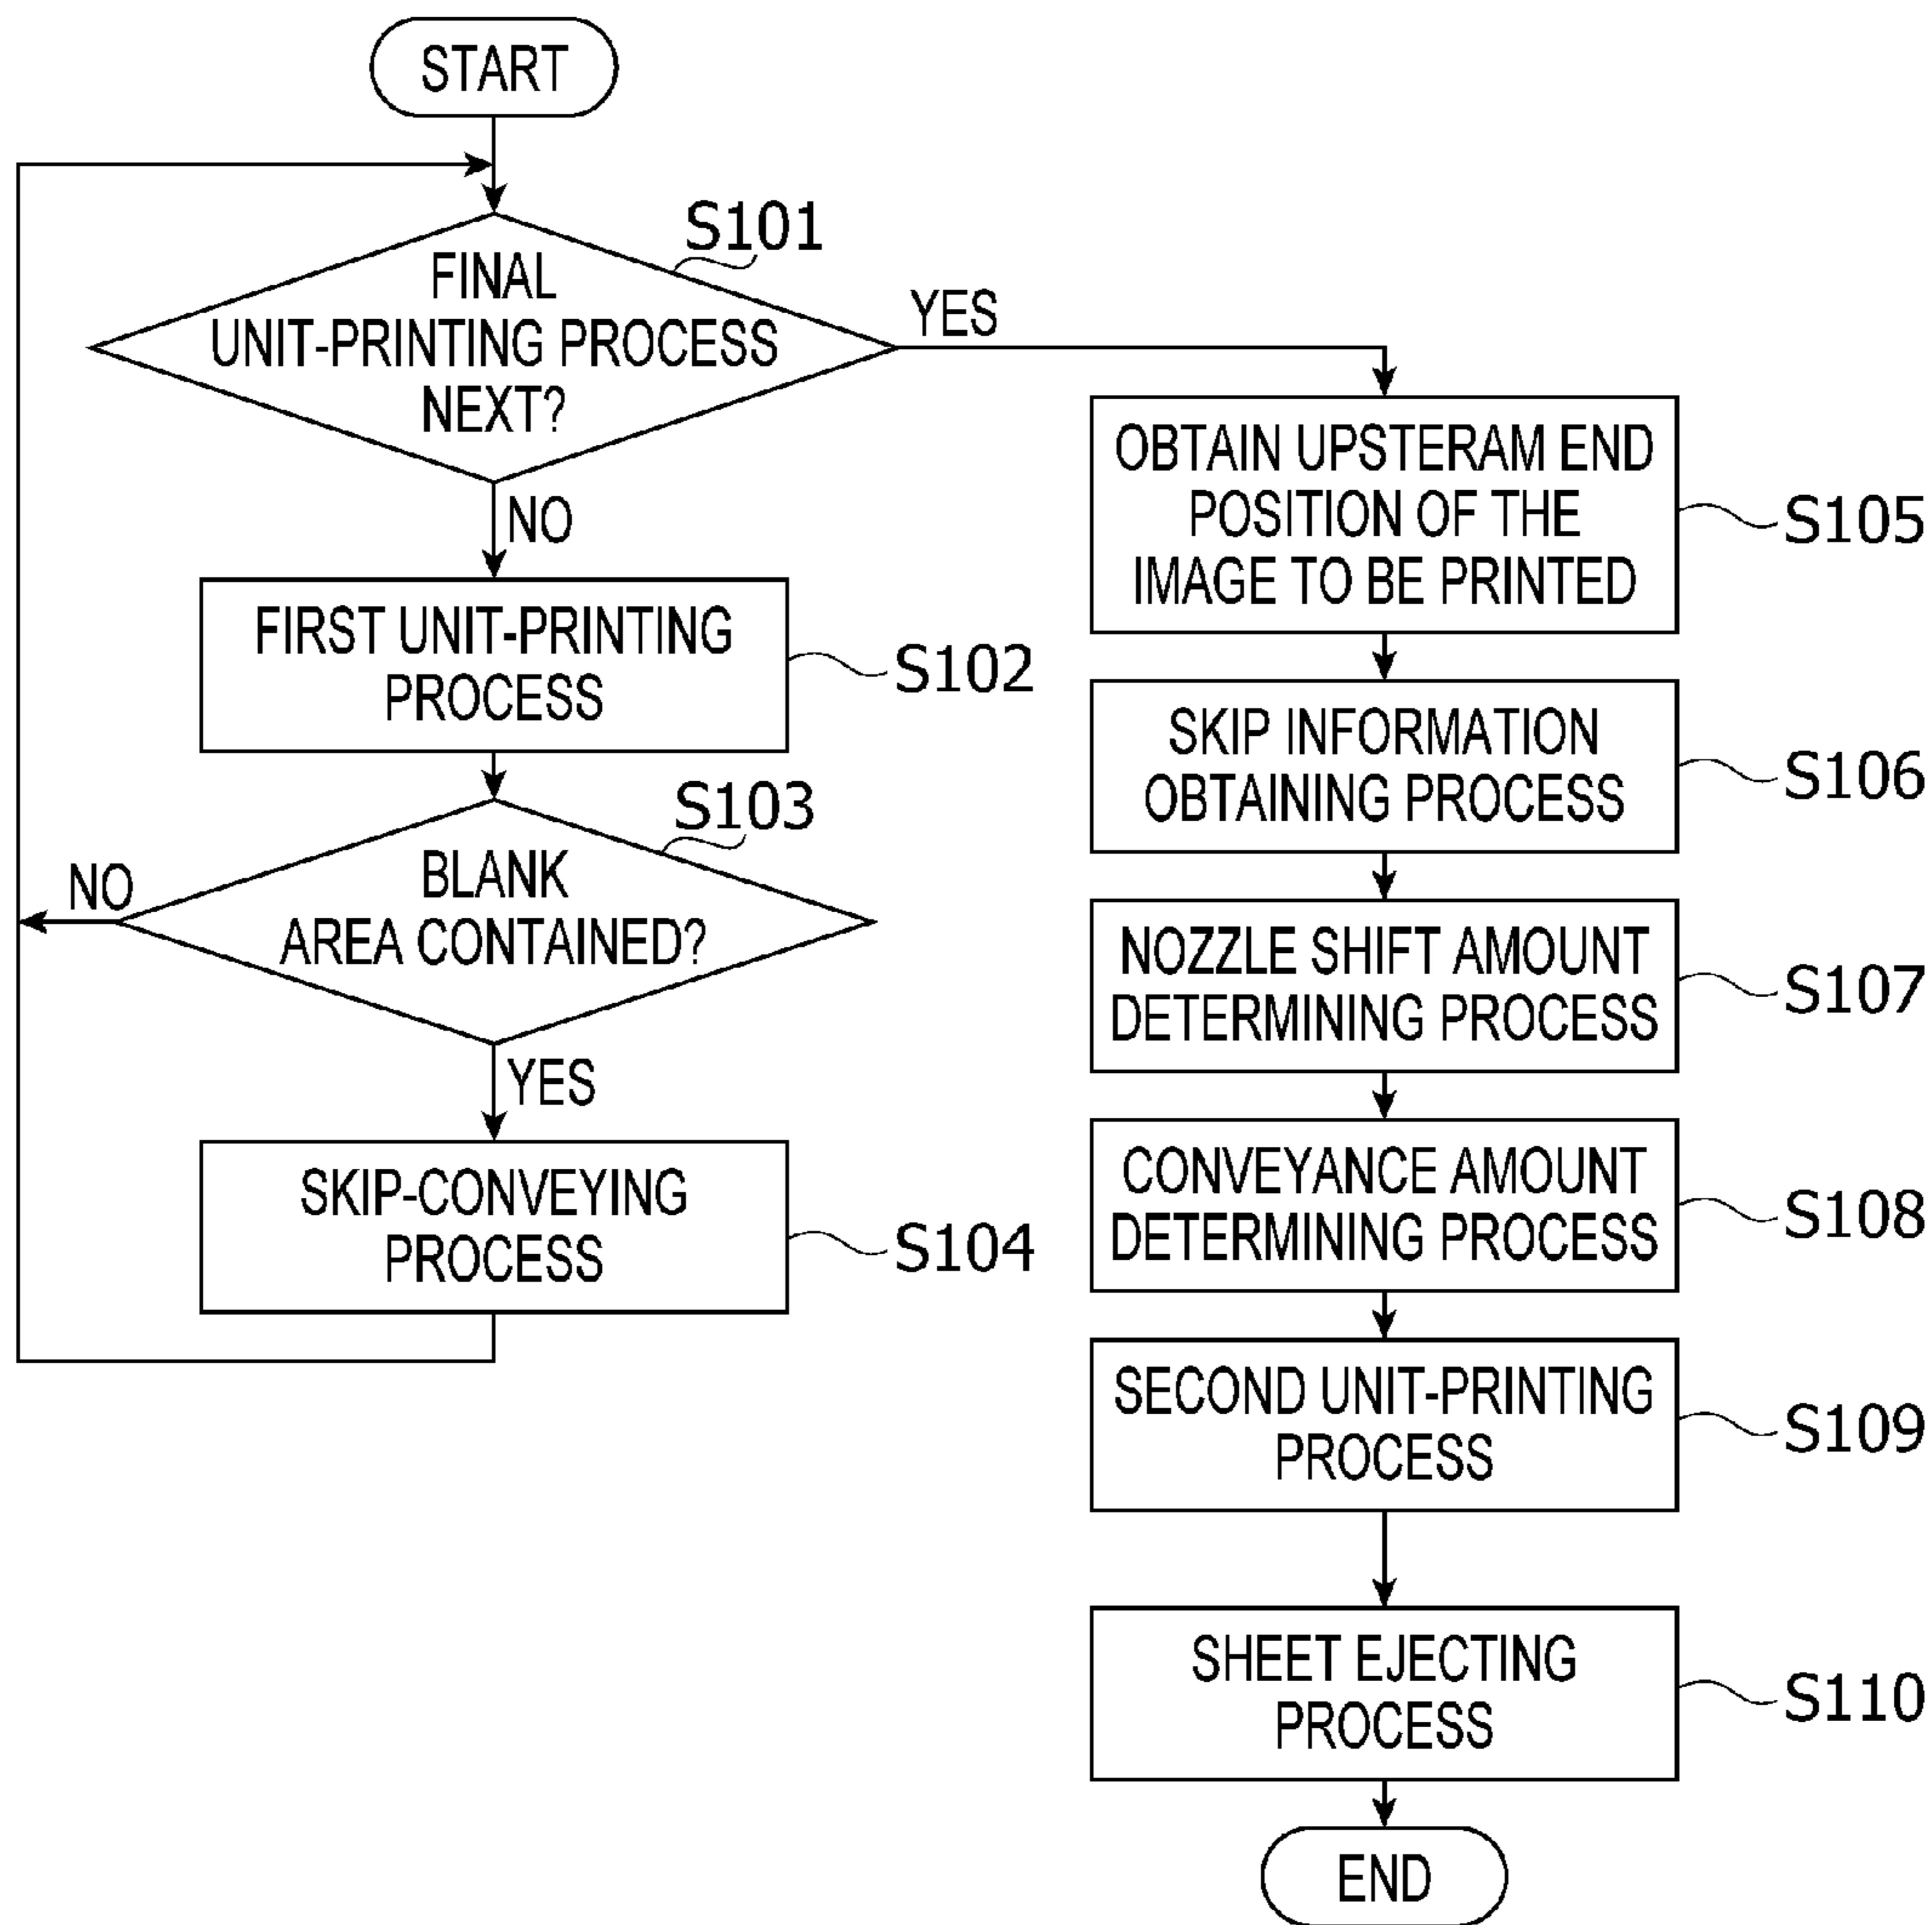 START
S101
FINAL
UNIT-PRINTING PROCESS
NEXT?
YES
NO
FIRST UNIT-PRINTING
PROCESS
S102
S103
BLANK
AREA CONTAINED?
NO
YES
SKIP-CONVEYING
PROCESS
S104
OBTAIN UPSTERAM END
POSITION OF THE
IMAGE TO BE PRINTED
S105
SKIP INFORMATION
OBTAINING PROCESS
S106
NOZZLE SHIFT AMOUNT
DETERMINING PROCESS
S107
CONVEYANCE AMOUNT
DETERMINING PROCESS
S108
SECOND UNIT-PRINTING
PROCESS
S109
SHEET EJECTING
PROCESS
S110
END